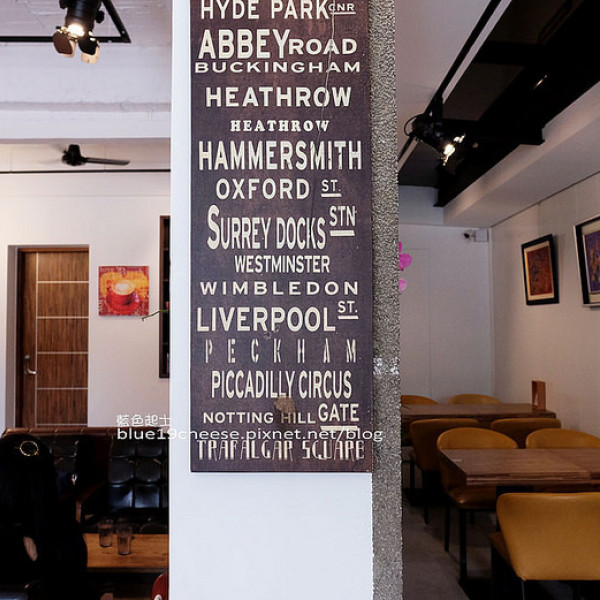 HYDE PARK CNR
ABBEY ROAD
BUCKINGHAM
HEATHROW
HEATHROW
HAMMERSMITH
OXFORD ST.
SURREY DOCKS STN
WESTMINSTER
WIMBLEDON
LIVERPOOL ST.
PECKHAM
PICCADILLY CIRCUS
NOTTING HILL GATE
TRAFALGAR SQUARE
藍色起士
blue19cheese.pixnet.net/blog